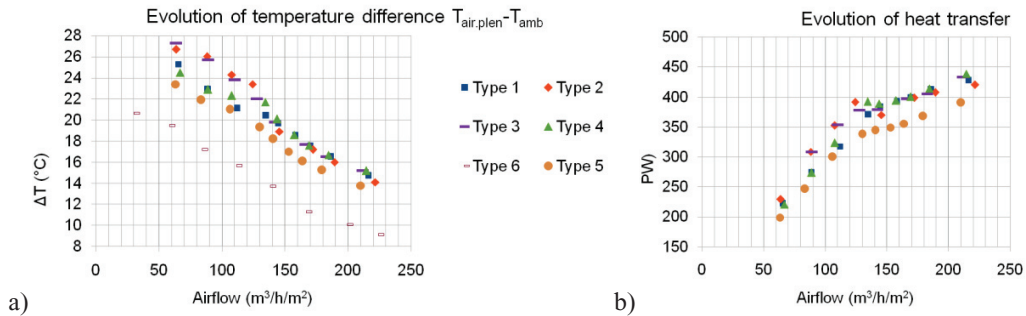 Evolution of temperature difference T_air.plen-T_amb
28
26
24
22
20
18
16
14
12
10
8
ΔT (°C)
0 50 100 150 200 250
Airflow (m³/h/m²)
a)
Type 1 Type 2
Type 3 Type 4
Type 6 Type 5
Evolution of heat transfer
500
450
400
350
300
250
200
150
PW)
0 50 100 150 200 250
Airflow (m³/h/m²)
b)